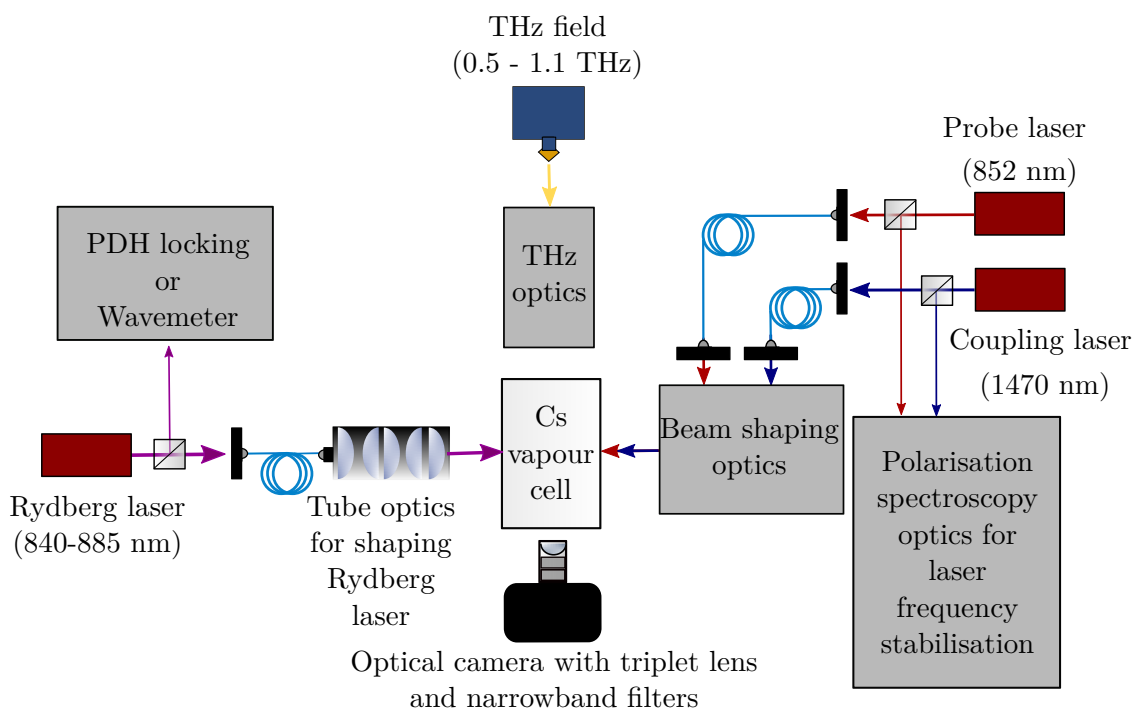 THz field
(0.5 - 1.1 THz)
Probe laser
(852 nm)
PDH locking
or
Wavemeter
THz
optics
Coupling laser
(1470 nm)
Cs
vapour
cell
Beam shaping
optics
Polarisation
spectroscopy
optics for
laser
frequency
stabilisation
Rydberg laser
(840-885 nm)
Tube optics
for shaping
Rydberg
laser
Optical camera with triplet lens
and narrowband filters